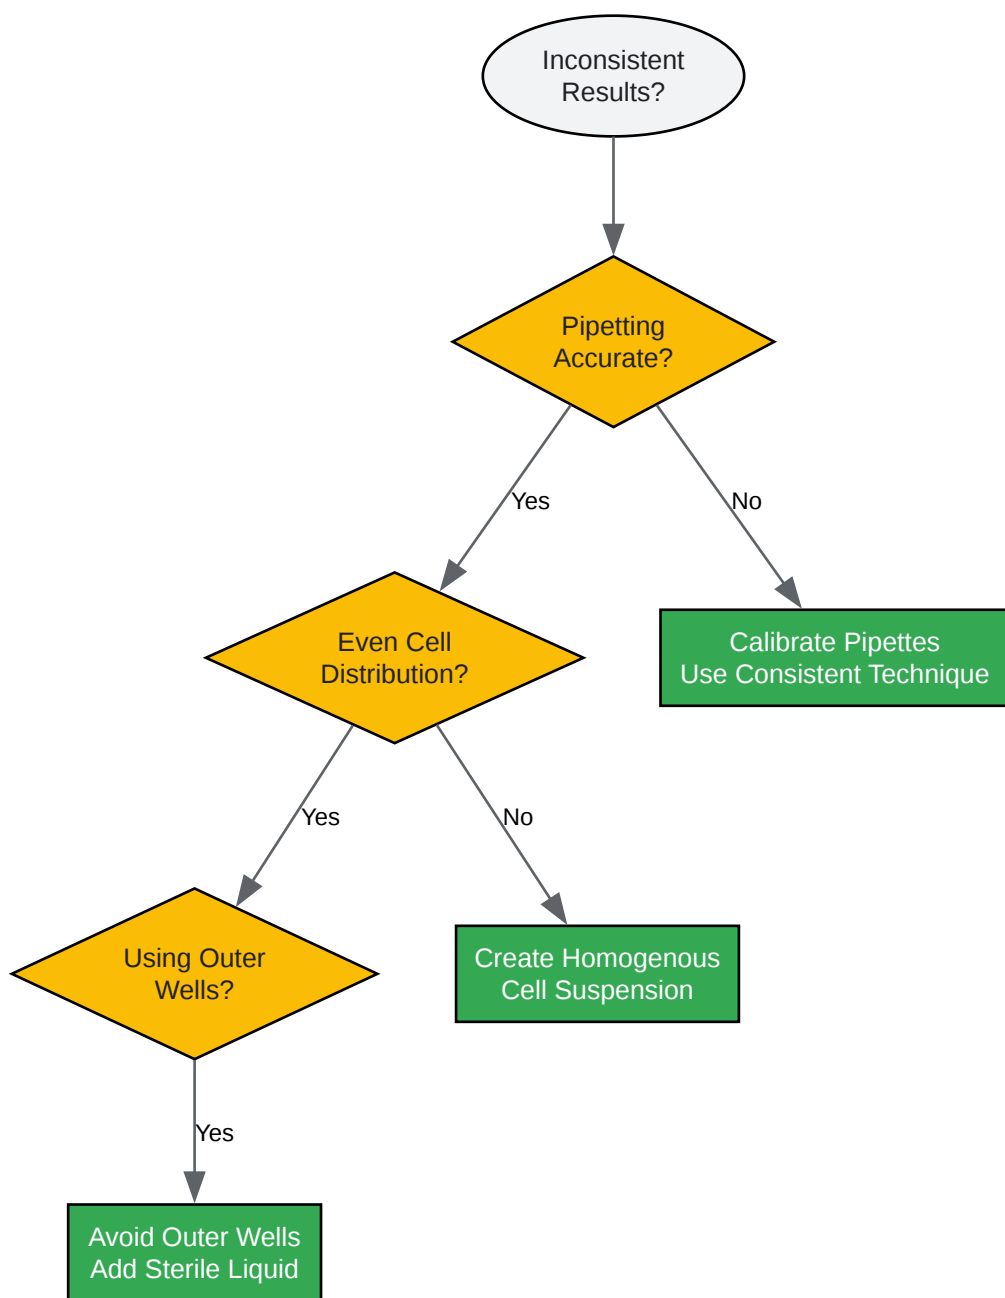 Inconsistent
Results?
Pipetting
Accurate?
Yes
No
Even Cell
Distribution?
Calibrate Pipettes
Use Consistent Technique
Yes
No
Using Outer
Wells?
Create Homogenous
Cell Suspension
Yes
Avoid Outer Wells
Add Sterile Liquid